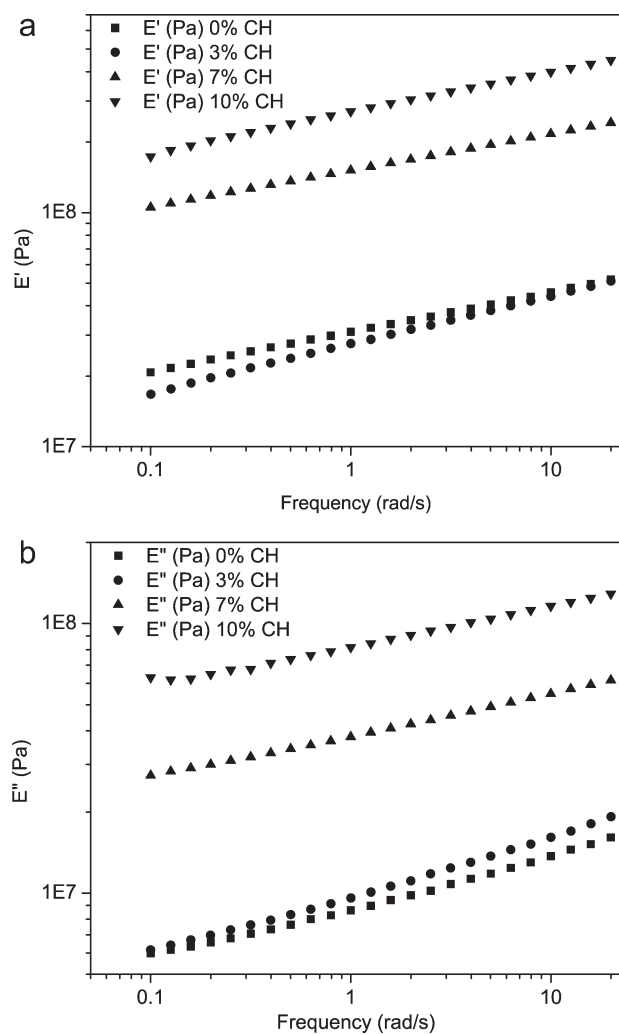 a
E' (Pa) 0% CH
E' (Pa) 3% CH
E' (Pa) 7% CH
E' (Pa) 10% CH
1E8
1E7
E' (Pa)
0.1 1 10
Frequency (rad/s)
b
E" (Pa) 0% CH
E" (Pa) 3% CH
E" (Pa) 7% CH
E" (Pa) 10% CH
1E8
1E7
E" (Pa)
0.1 1 10
Frequency (rad/s)